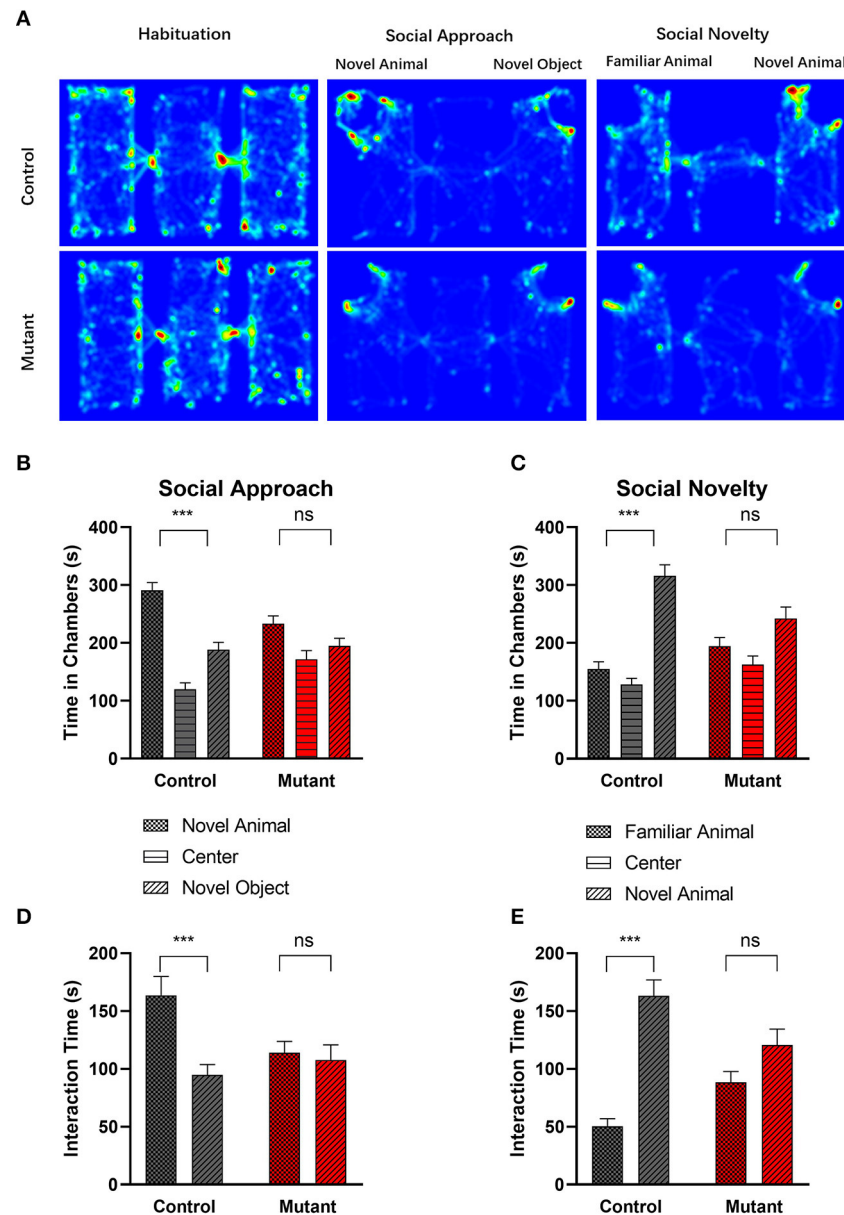 A
Habituation
Social Approach
Social Novelty
Novel Animal
Novel Object
Familiar Animal
Novel Animal
Control
Mutant
B
Social Approach
Time in Chambers (s)
400
300
200
100
0
***
ns
Control
Mutant
Novel Animal
Center
Novel Object
C
Social Novelty
Time in Chambers (s)
400
300
200
100
0
***
ns
Control
Mutant
Familiar Animal
Center
Novel Animal
D
Interaction Time (s)
200
150
100
50
0
***
ns
Control
Mutant
E
Interaction Time (s)
200
150
100
50
0
***
ns
Control
Mutant